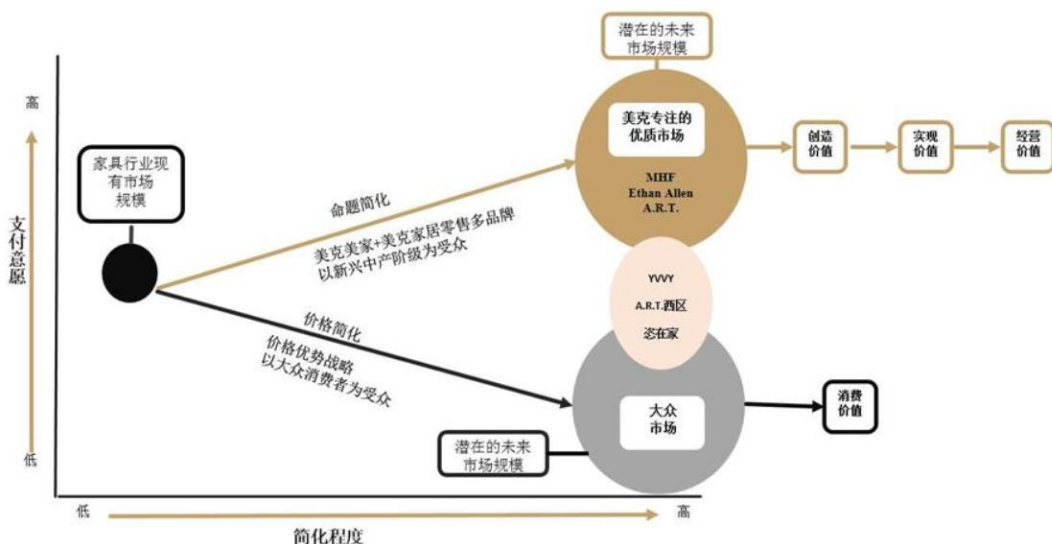 潜在的未来
市场规模
高
家具行业现
有市场
规模
美克专注的
优质市场
创造
价值
实现
价值
经营
价值
MHF
Ethan Allen
A.R.T.
命题简化
美克美家+美克家居零售多品牌
以新兴中产阶级为受众
支付意愿
YVVY
A.R.T.西区
恣在家
价格简化
价格优势战略
以大众消费者为受众
大众
市场
消费
价值
潜在的未来
市场规模
低
低
高
简化程度